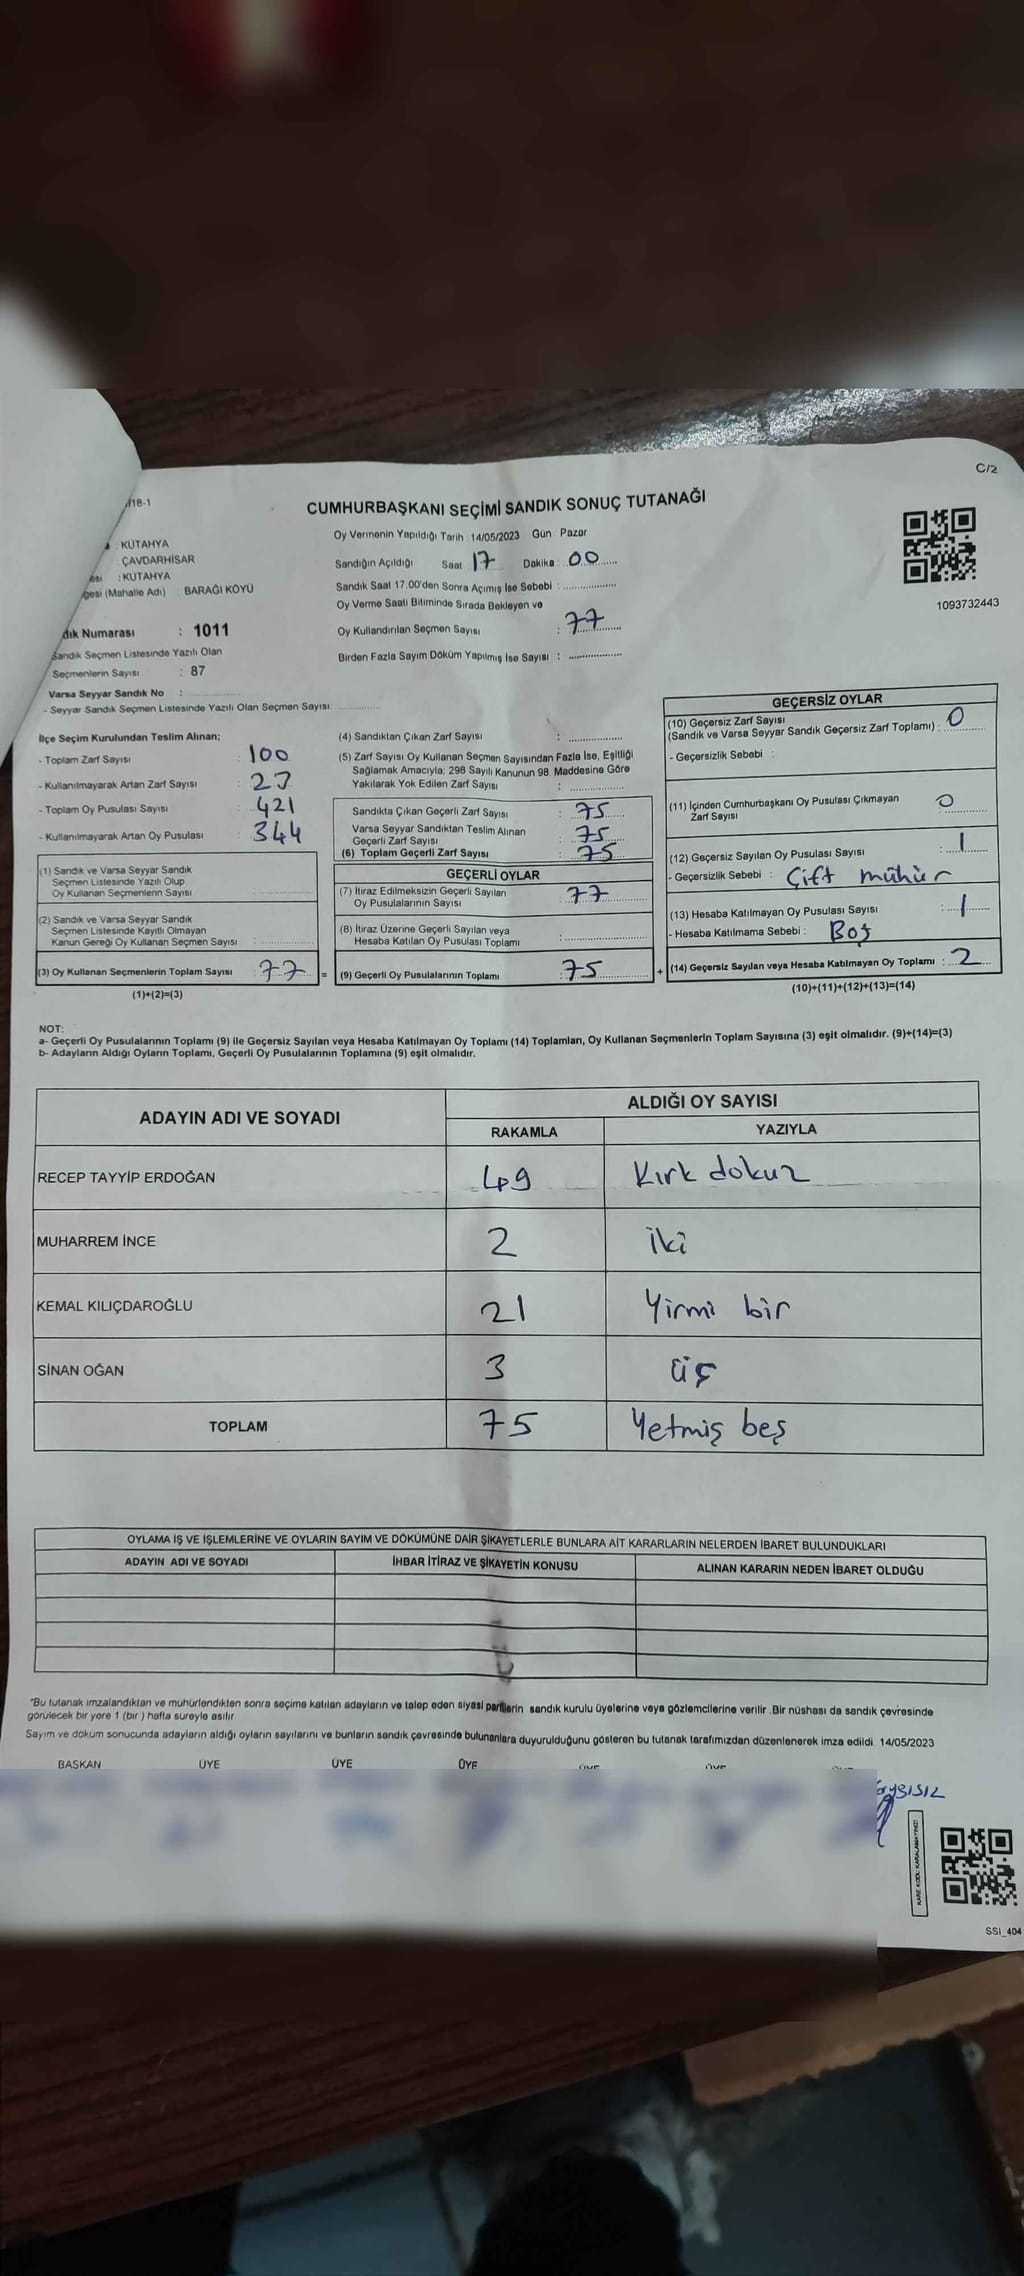 C/2
/18-1
CUMHURBAŞKANI SEÇİMİ SANDIK SONUÇ TUTANAĞI
: KÜTAHYA
ÇAVDARHİSAR
: KÜTAHYA
gesi (Mahalle Adı) BARAĞI KÖYÜ
dık Numarası : 1011
Sandık Seçmen Listesinde Yazılı Olan
Seçmenlerin Sayısı : 87
Varsa Seyyar Sandık No :
- Seyyar Sandık Seçmen Listesinde Yazılı Olan Seçmen Sayısı:
Oy Vermenin Yapıldığı Tarih : 14/05/2023 Gün Pazar
Sandığın Açıldığı Saat 17 Dakika : 00
Sandık Saat 17.00'den Sonra Açılmış İse Sebebi :
Oy Verme Saati Bitiminde Sırada Bekleyen ve
Oy Kullandırılan Seçmen Sayısı : 77
Birden Fazla Sayım Döküm Yapılmış İse Sayısı :
1093732443
İlçe Seçim Kurulundan Teslim Alınan;
- Toplam Zarf Sayısı : 100
- Kullanılmayarak Artan Zarf Sayısı : 23
- Toplam Oy Pusulası Sayısı : 421
- Kullanılmayarak Artan Oy Pusulası : 344
(1) Sandık ve Varsa Seyyar Sandık
Seçmen Listesinde Yazılı Olup
Oy Kullanan Seçmenlerin Sayısı :
(2) Sandık ve Varsa Seyyar Sandık
Seçmen Listesinde Kayıtlı Olmayan
Kanun Gereği Oy Kullanan Seçmen Sayısı :
(3) Oy Kullanan Seçmenlerin Toplam Sayısı : 77 =
(1)+(2)=(3)
(4) Sandıktan Çıkan Zarf Sayısı :
(5) Zarf Sayısı Oy Kullanan Seçmen Sayısından Fazla İse, Eşitliği
Sağlamak Amacıyla; 298 Sayılı Kanunun 98. Maddesine Göre
Yakılarak Yok Edilen Zarf Sayısı :
Sandıkta Çıkan Geçerli Zarf Sayısı : 75
Varsa Seyyar Sandıktan Teslim Alınan
Geçerli Zarf Sayısı : 75
(6) Toplam Geçerli Zarf Sayısı : 75
GEÇERLİ OYLAR
(7) İtiraz Edilmeksizin Geçerli Sayılan
Oy Pusulalarının Sayısı : 77
(8) İtiraz Üzerine Geçerli Sayılan veya
Hesaba Katılan Oy Pusulası Toplamı :
(9) Geçerli Oy Pusulalarının Toplamı : 75 +
GEÇERSİZ OYLAR
(10) Geçersiz Zarf Sayısı
(Sandık ve Varsa Seyyar Sandık Geçersiz Zarf Toplamı) : 0
- Geçersizlik Sebebi :
(11) İçinden Cumhurbaşkanı Oy Pusulası Çıkmayan
Zarf Sayısı : 0
(12) Geçersiz Sayılan Oy Pusulası Sayısı : 1
- Geçersizlik Sebebi : Çift mühür
(13) Hesaba Katılmayan Oy Pusulası Sayısı : 1
- Hesaba Katılmama Sebebi : Boş
(14) Geçersiz Sayılan veya Hesaba Katılmayan Oy Toplamı : 2
(10)+(11)+(12)+(13)=(14)
NOT:
a- Geçerli Oy Pusulalarının Toplamı (9) ile Geçersiz Sayılan veya Hesaba Katılmayan Oy Toplamı (14) Toplamları, Oy Kullanan Seçmenlerin Toplam Sayısına (3) eşit olmalıdır. (9)+(14)=(3)
b- Adayların Aldığı Oyların Toplamı, Geçerli Oy Pusulalarının Toplamına (9) eşit olmalıdır.
ADAYIN ADI VE SOYADI ALDIĞI OY SAYISI
RAKAMLA YAZIYLA
RECEP TAYYİP ERDOĞAN 49 Kırk dokuz
MUHARREM İNCE 2 iki
KEMAL KILIÇDAROĞLU 21 Yirmi bir
SİNAN OĞAN 3 üç
TOPLAM 75 Yetmiş beş
OYLAMA İŞ VE İŞLEMLERİNE VE OYLARIN SAYIM VE DÖKÜMÜNE DAİR ŞİKAYETLERLE BUNLARA AİT KARARLARIN NELERDEN İBARET BULUNDUKLARI
ADAYIN ADI VE SOYADI İHBAR İTİRAZ VE ŞİKAYETİN KONUSU ALINAN KARARIN NEDEN İBARET OLDUĞU
"Bu tutanak imzalandıktan ve mühürlendikten sonra seçime katılan adayların ve talep eden siyasi partilerin sandık kurulu üyelerine veya gözlemcilerine verilir. Bir nüshası da sandık çevresinde
görülecek bir yere 1 (bir) hafta süreyle asılır.
Sayım ve döküm sonucunda adayların aldığı oyların sayılarını ve bunların sandık çevresinde bulunanlara duyurulduğunu gösteren bu tutanak tarafımızdan düzenlenerek imza edildi. 14/05/2023
BAŞKAN ÜYE ÜYE ÜYE ÜYE ÜYE
KARE KODU KARALAMAYINIZ!
SSI_404